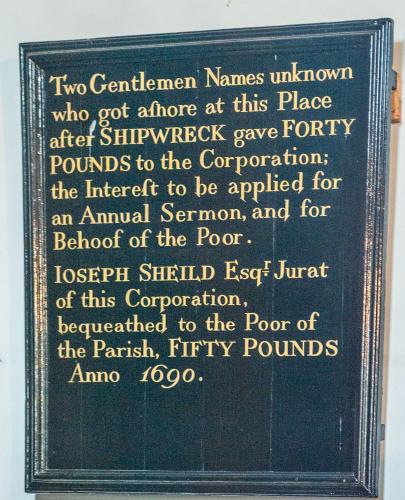 Two Gentlemen Names unknown
who got aſhore at this Place
after SHIPWRECK gave FORTY
POUNDS to the Corporation;
the Intereſt to be applied for
an Annual Sermon, and for
Behoof of the Poor.
IOSEPH SHEILD Esqr. Jurat
of this Corporation,
bequeathed to the Poor of
the Parish, FIFTY POUNDS
Anno 1690.